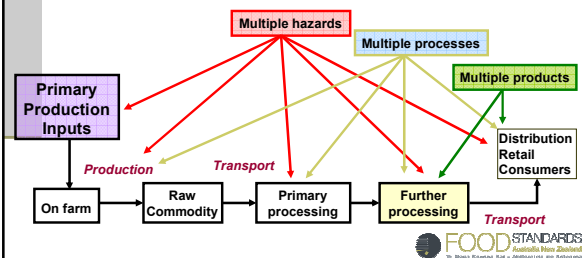 Multiple hazards
Multiple processes
Multiple products
Primary
Production
Inputs
Production
Transport
Distribution
Retail
Consumers
On farm
Raw
Commodity
Primary
processing
Further
processing
Transport
FOOD STANDARDS
Australia New Zealand